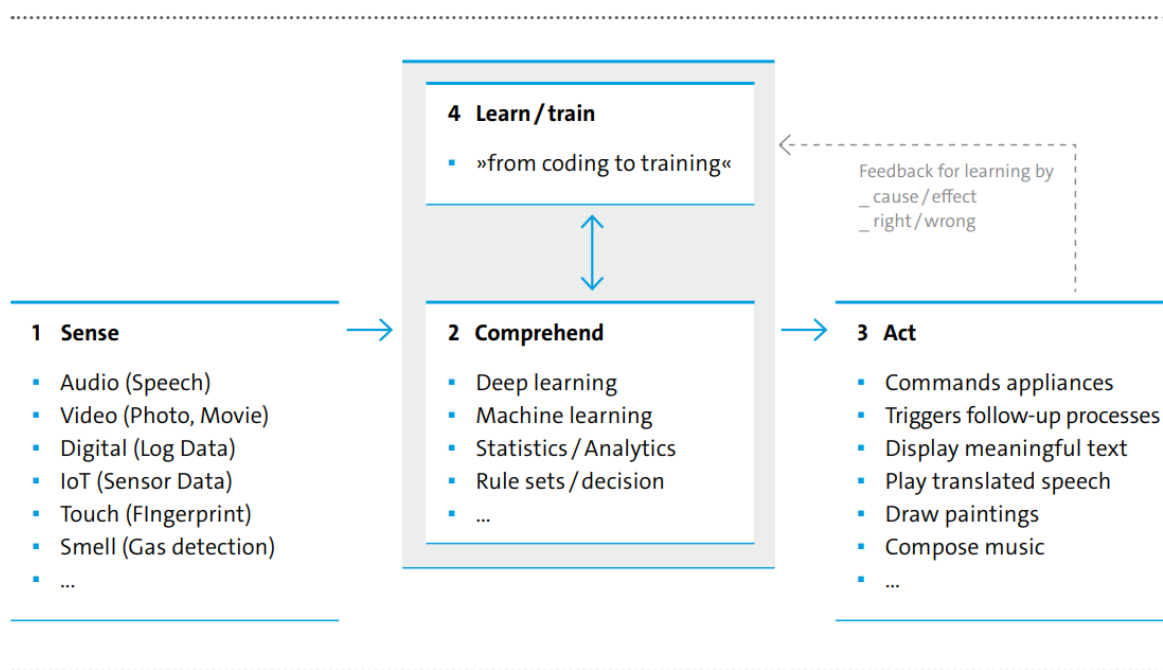 4 Learn / train
▪ »from coding to training«
Feedback for learning by
_ cause / effect
_ right / wrong
1 Sense
▪ Audio (Speech)
▪ Video (Photo, Movie)
▪ Digital (Log Data)
▪ IoT (Sensor Data)
▪ Touch (FIngerprint)
▪ Smell (Gas detection)
▪ ...
2 Comprehend
▪ Deep learning
▪ Machine learning
▪ Statistics / Analytics
▪ Rule sets / decision
▪ ...
3 Act
▪ Commands appliances
▪ Triggers follow-up processes
▪ Display meaningful text
▪ Play translated speech
▪ Draw paintings
▪ Compose music
▪ ...